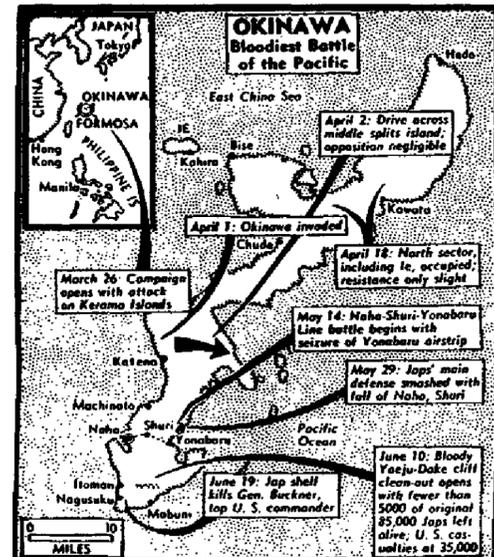 OKINAWA
Bloodiest Battle
of the Pacific
JAPAN
Tokyo
CHINA
OKINAWA
FORMOSA
Hong
Kong
PHILIPPINE IS
Manila
East China Sea
Hedo
April 2: Drive across
middle splits island;
opposition negligible
IE
Kahira
Bise
Kawata
April 1: Okinawa invaded
Chuda
April 18: North sector,
including Ie, occupied;
resistance only slight
March 26: Campaign
opens with attack
on Kerama Islands
May 14: Naha-Shuri-Yonabaru
Line battle begins with
seizure of Yonabaru airstrip
Katena
May 29: Japs' main
defense smashed with
fall of Naha, Shuri
Machinato
Naha
Shuri
Yonabaru
Pacific
Ocean
June 10: Bloody
Yaeju-Dake cliff
clean-out opens
with fewer than
5000 of original
85,000 Japs left
alive; U. S. cas-
ualties at 35,000
Itoman
Nagusuku
Mabuni
June 19: Jap shell
kills Gen. Buckner,
top U. S. commander
0 10
MILES